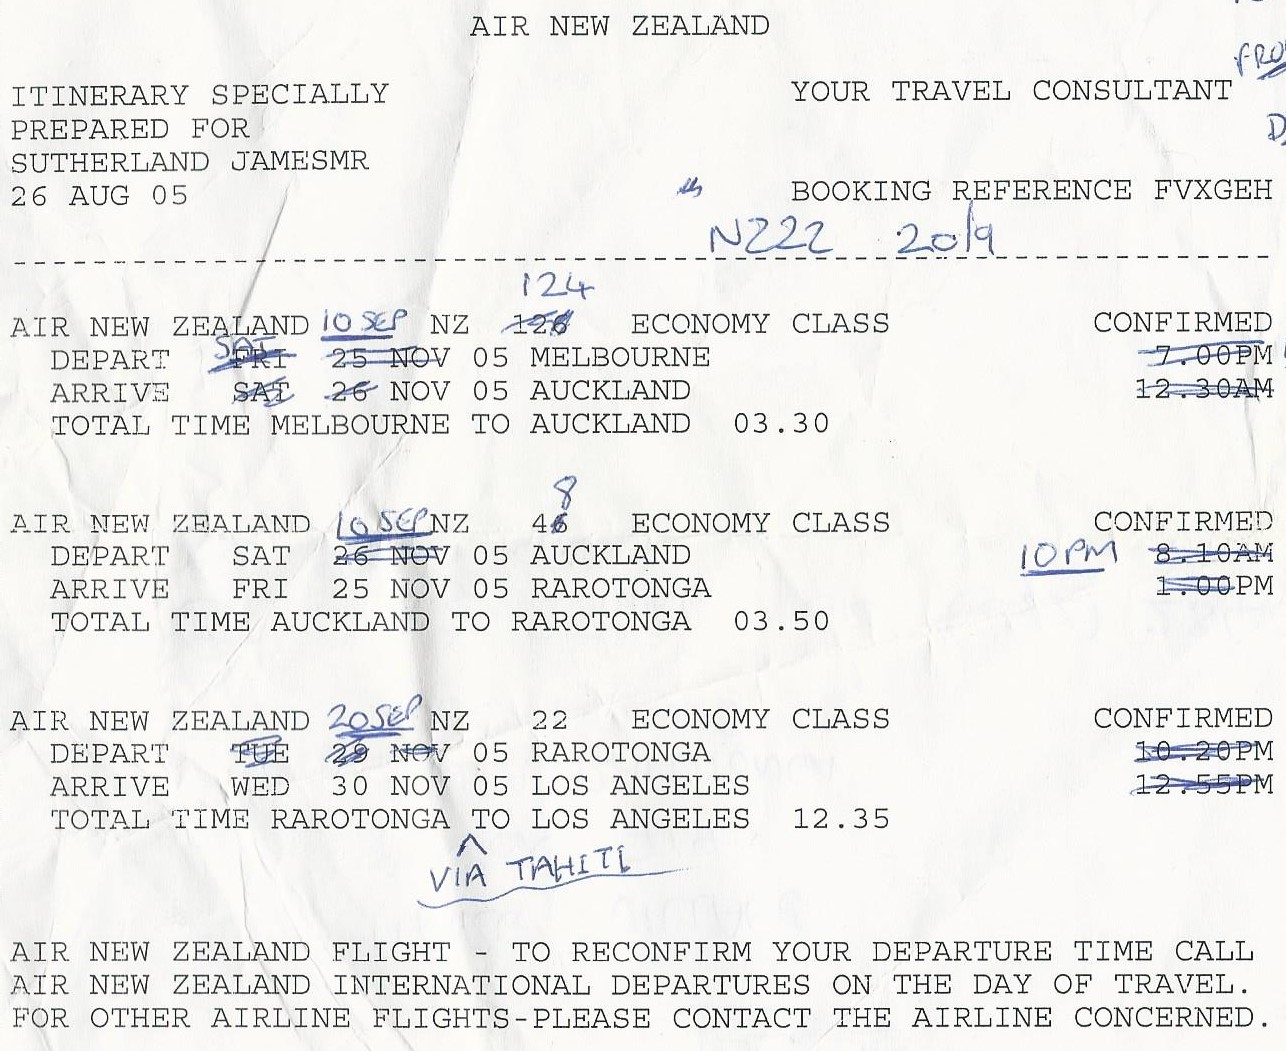 AIR NEW ZEALAND
FRO
ITINERARY SPECIALLY YOUR TRAVEL CONSULTANT
PREPARED FOR
SUTHERLAND JAMESMR
26 AUG 05 BOOKING REFERENCE FVXGEH
NZ22 20/9
124
AIR NEW ZEALAND 10 SEP NZ 126 ECONOMY CLASS CONFIRMED
SAT
DEPART FRI 25 NOV 05 MELBOURNE 7.00PM
ARRIVE SAT 26 NOV 05 AUCKLAND 12.30AM
TOTAL TIME MELBOURNE TO AUCKLAND 03.30
8
AIR NEW ZEALAND 10 SEP NZ 46 ECONOMY CLASS CONFIRMED
DEPART SAT 26 NOV 05 AUCKLAND 10PM 8.10AM
ARRIVE FRI 25 NOV 05 RAROTONGA 1.00PM
TOTAL TIME AUCKLAND TO RAROTONGA 03.50
AIR NEW ZEALAND 20 SEP NZ 22 ECONOMY CLASS CONFIRMED
DEPART TUE 29 NOV 05 RAROTONGA 10.20PM
ARRIVE WED 30 NOV 05 LOS ANGELES 12.55PM
TOTAL TIME RAROTONGA TO LOS ANGELES 12.35
VIA TAHITI
AIR NEW ZEALAND FLIGHT - TO RECONFIRM YOUR DEPARTURE TIME CALL
AIR NEW ZEALAND INTERNATIONAL DEPARTURES ON THE DAY OF TRAVEL.
FOR OTHER AIRLINE FLIGHTS-PLEASE CONTACT THE AIRLINE CONCERNED.